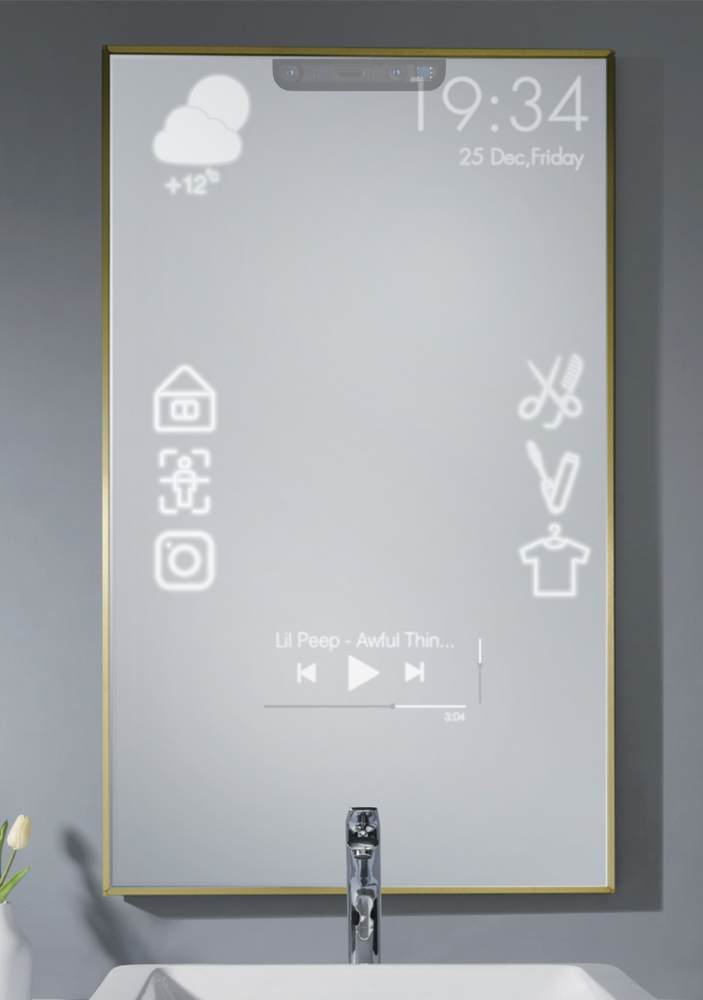 19:34
25 Dec,Friday
+12°c
Lil Peep - Awful Thin...
3:04